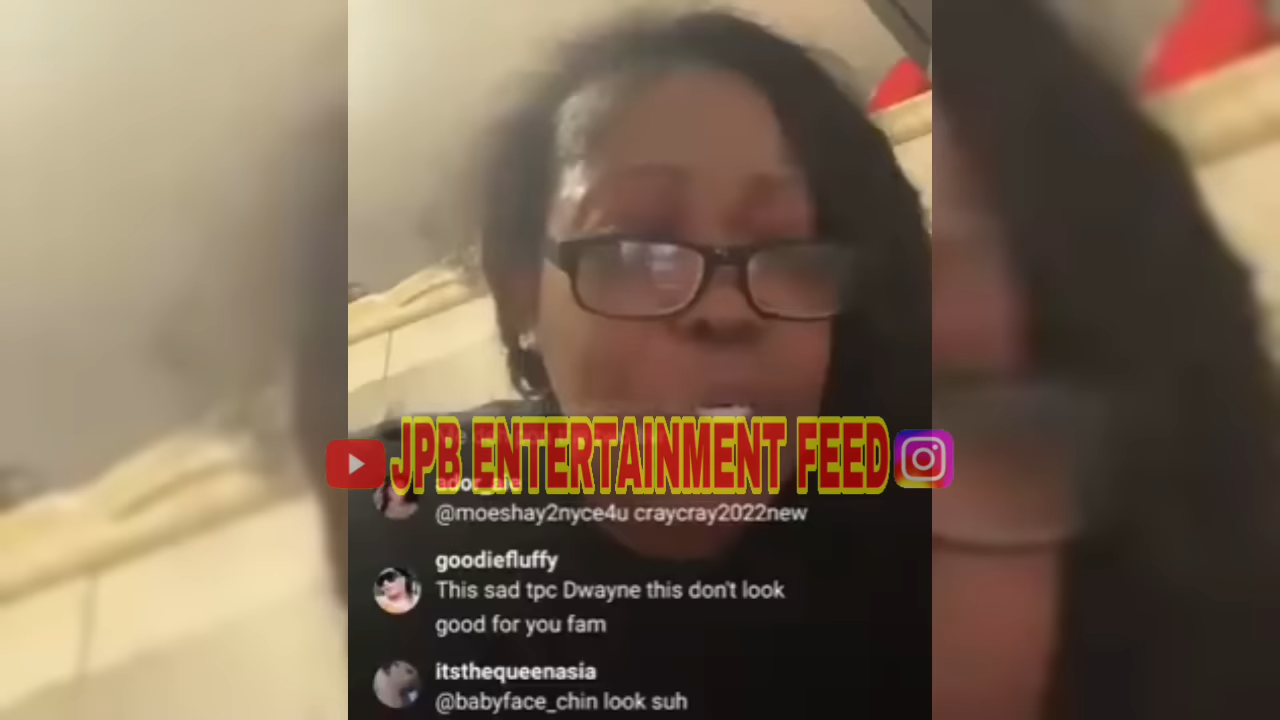 JPB ENTERTAINMENT FEED
ador_aie
@moeshay2nyce4u craycray2022new
goodiefluffy
This sad tpc Dwayne this don't look
good for you fam
itsthequeenasia
@babyface_chin look suh